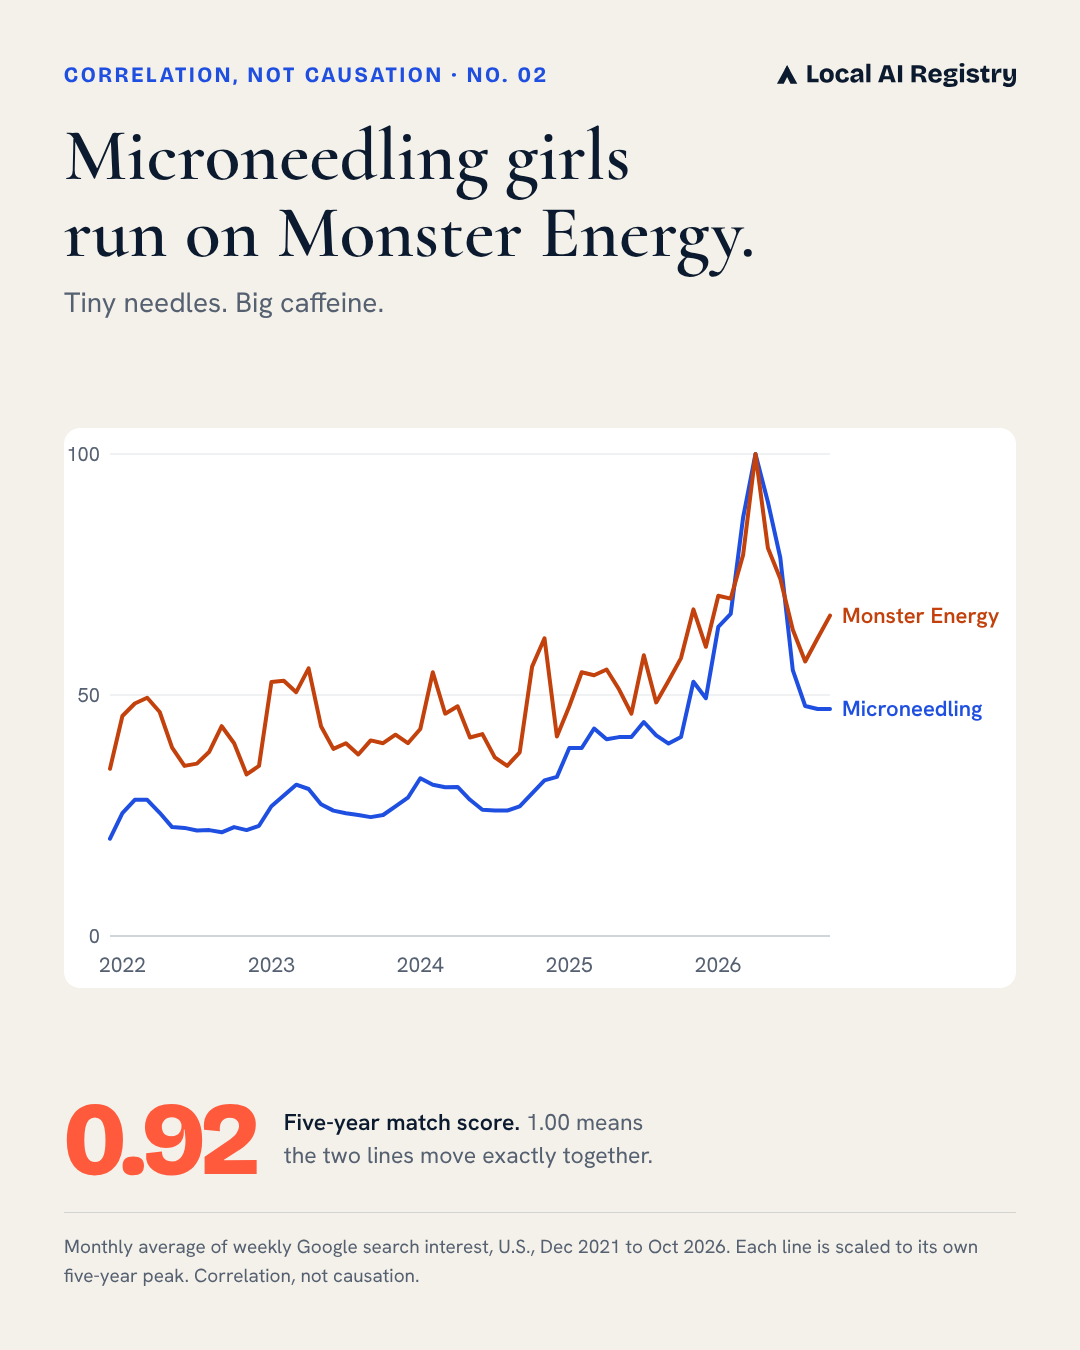 CORRELATION, NOT CAUSATION · NO. 02
Local AI Registry
Microneedling girls
run on Monster Energy.
Tiny needles. Big caffeine.
100
50
0
Monster Energy
Microneedling
2022 2023 2024 2025 2026
0.92
Five-year match score. 1.00 means
the two lines move exactly together.
Monthly average of weekly Google search interest, U.S., Dec 2021 to Oct 2026. Each line is scaled to its own
five-year peak. Correlation, not causation.